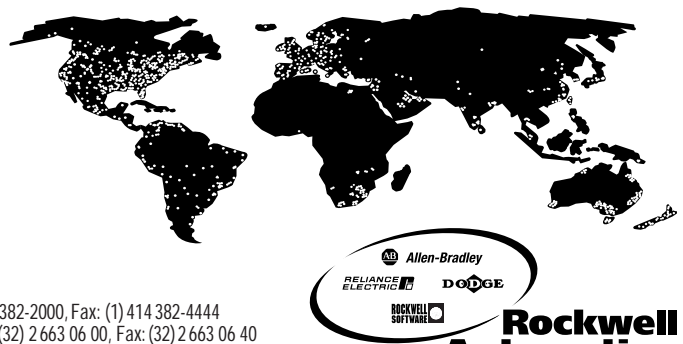 AB Allen-Bradley
RELIANCE
ELECTRIC
DODGE
ROCKWELL
SOFTWARE
382-2000, Fax: (1) 414 382-4444
(32) 2 663 06 00, Fax: (32) 2 663 06 40
Rockwell